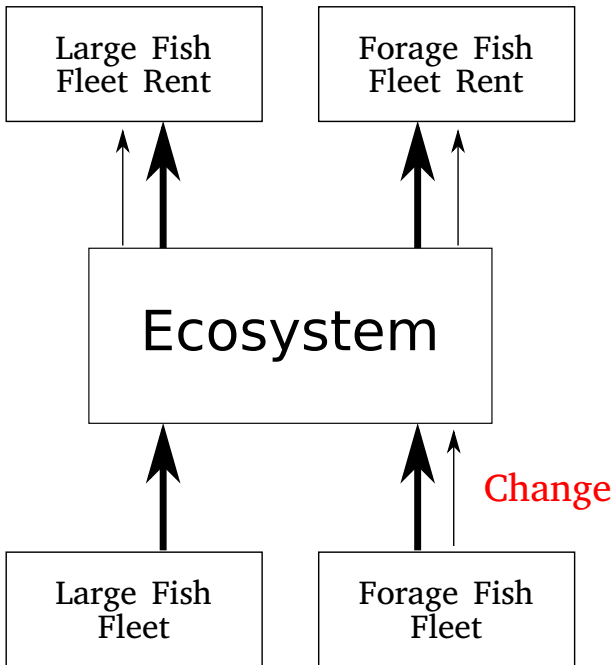 Large Fish
Fleet Rent
Forage Fish
Fleet Rent
Ecosystem
Change
Large Fish
Fleet
Forage Fish
Fleet